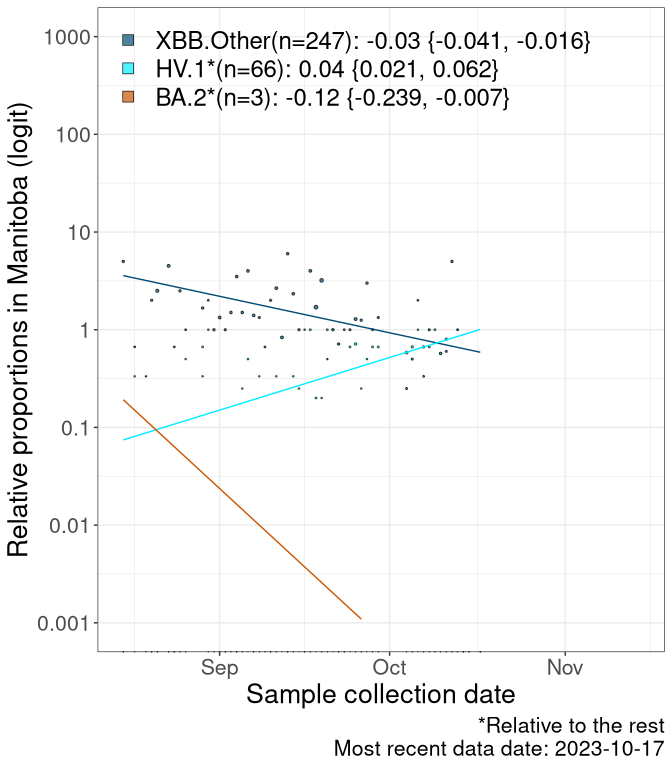 XBB.Other(n=247): -0.03 {-0.041, -0.016}
HV.1*(n=66): 0.04 {0.021, 0.062}
BA.2*(n=3): -0.12 {-0.239, -0.007}
Relative proportions in Manitoba (logit)
1000
100
10
1
0.1
0.01
0.001
Sep Oct Nov
Sample collection date
*Relative to the rest
Most recent data date: 2023-10-17